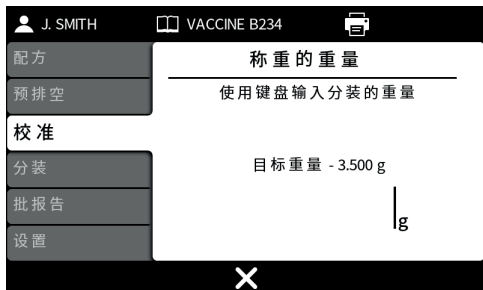 J. SMITH VACCINE B234
配方
预排空
校准
分装
批报告
设置
称重的重量
使用键盘输入分装的重量
目标重量 - 3.500 g
g